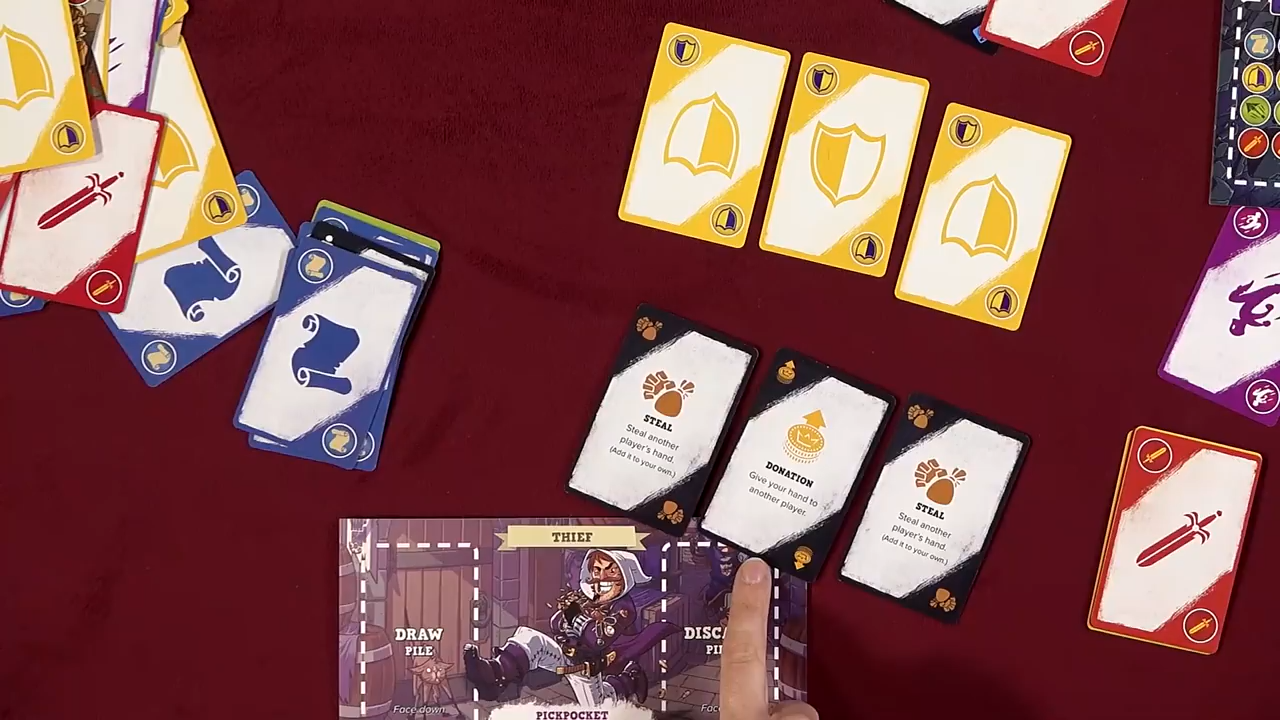 STEAL
Steal another
player's hand.
(Add it to your own.)
DONATION
Give your hand to
another player.
STEAL
Steal another
player's hand.
(Add it to your own.)
THIEF
DRAW
PILE
Face down.
PICKPOCKET